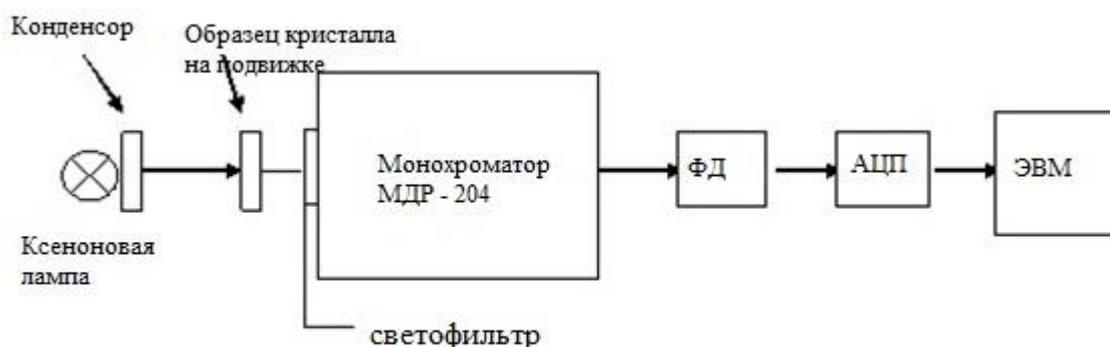 Конденсор
Образец кристалла
на подвижке
Монохроматор
МДР - 204
ФД
АЦП
ЭВМ
Ксеноновая
лампа
светофильтр